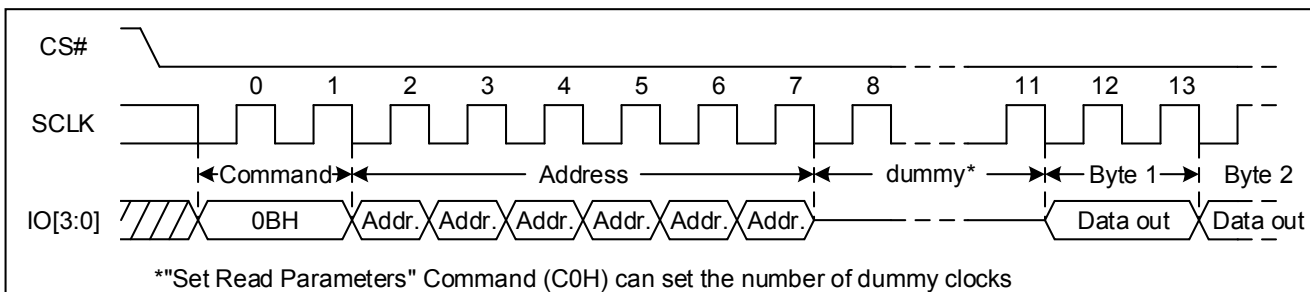 CS#
0 1 2 3 4 5 6 7 8 11 12 13
SCLK
Command Address dummy* Byte 1 Byte 2
IO[3:0] 0BH Addr. Addr. Addr. Addr. Addr. Addr. Data out Data out
*"Set Read Parameters" Command (C0H) can set the number of dummy clocks